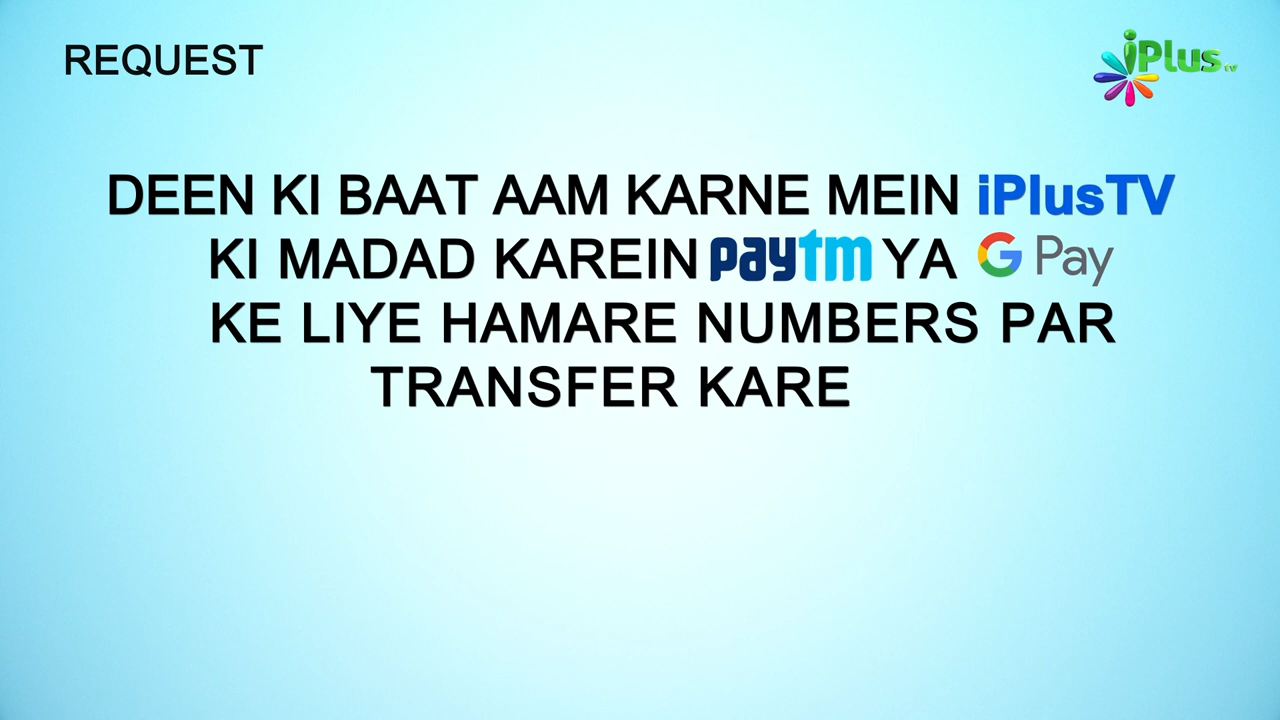 REQUEST
iPlus tv
DEEN KI BAAT AAM KARNE MEIN iPlusTV
KI MADAD KAREIN paytm YA G Pay
KE LIYE HAMARE NUMBERS PAR
TRANSFER KARE